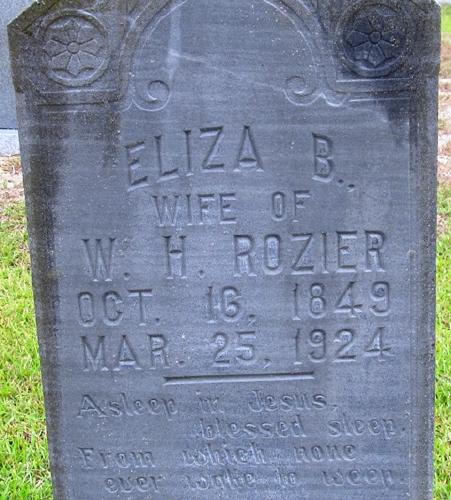 ELIZA B.,
WIFE OF
W. H. ROZIER
OCT. 16, 1849
MAR. 25, 1924
Asleep in Jesus,
blessed sleep.
From which none
ever wake to weep.